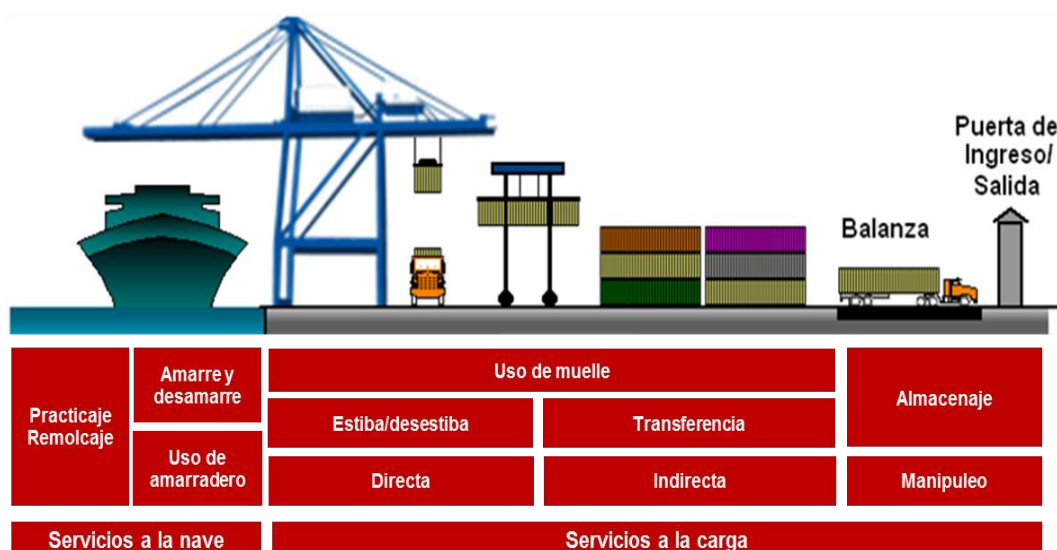 Puerta de
Ingreso/
Salida
Balanza
Practicaje
Remolcaje
Amarre y
desamarre
Uso de
amarradero
Uso de muelle
Estiba/desestiba
Transferencia
Directa
Indirecta
Almacenaje
Manipuleo
Servicios a la nave
Servicios a la carga